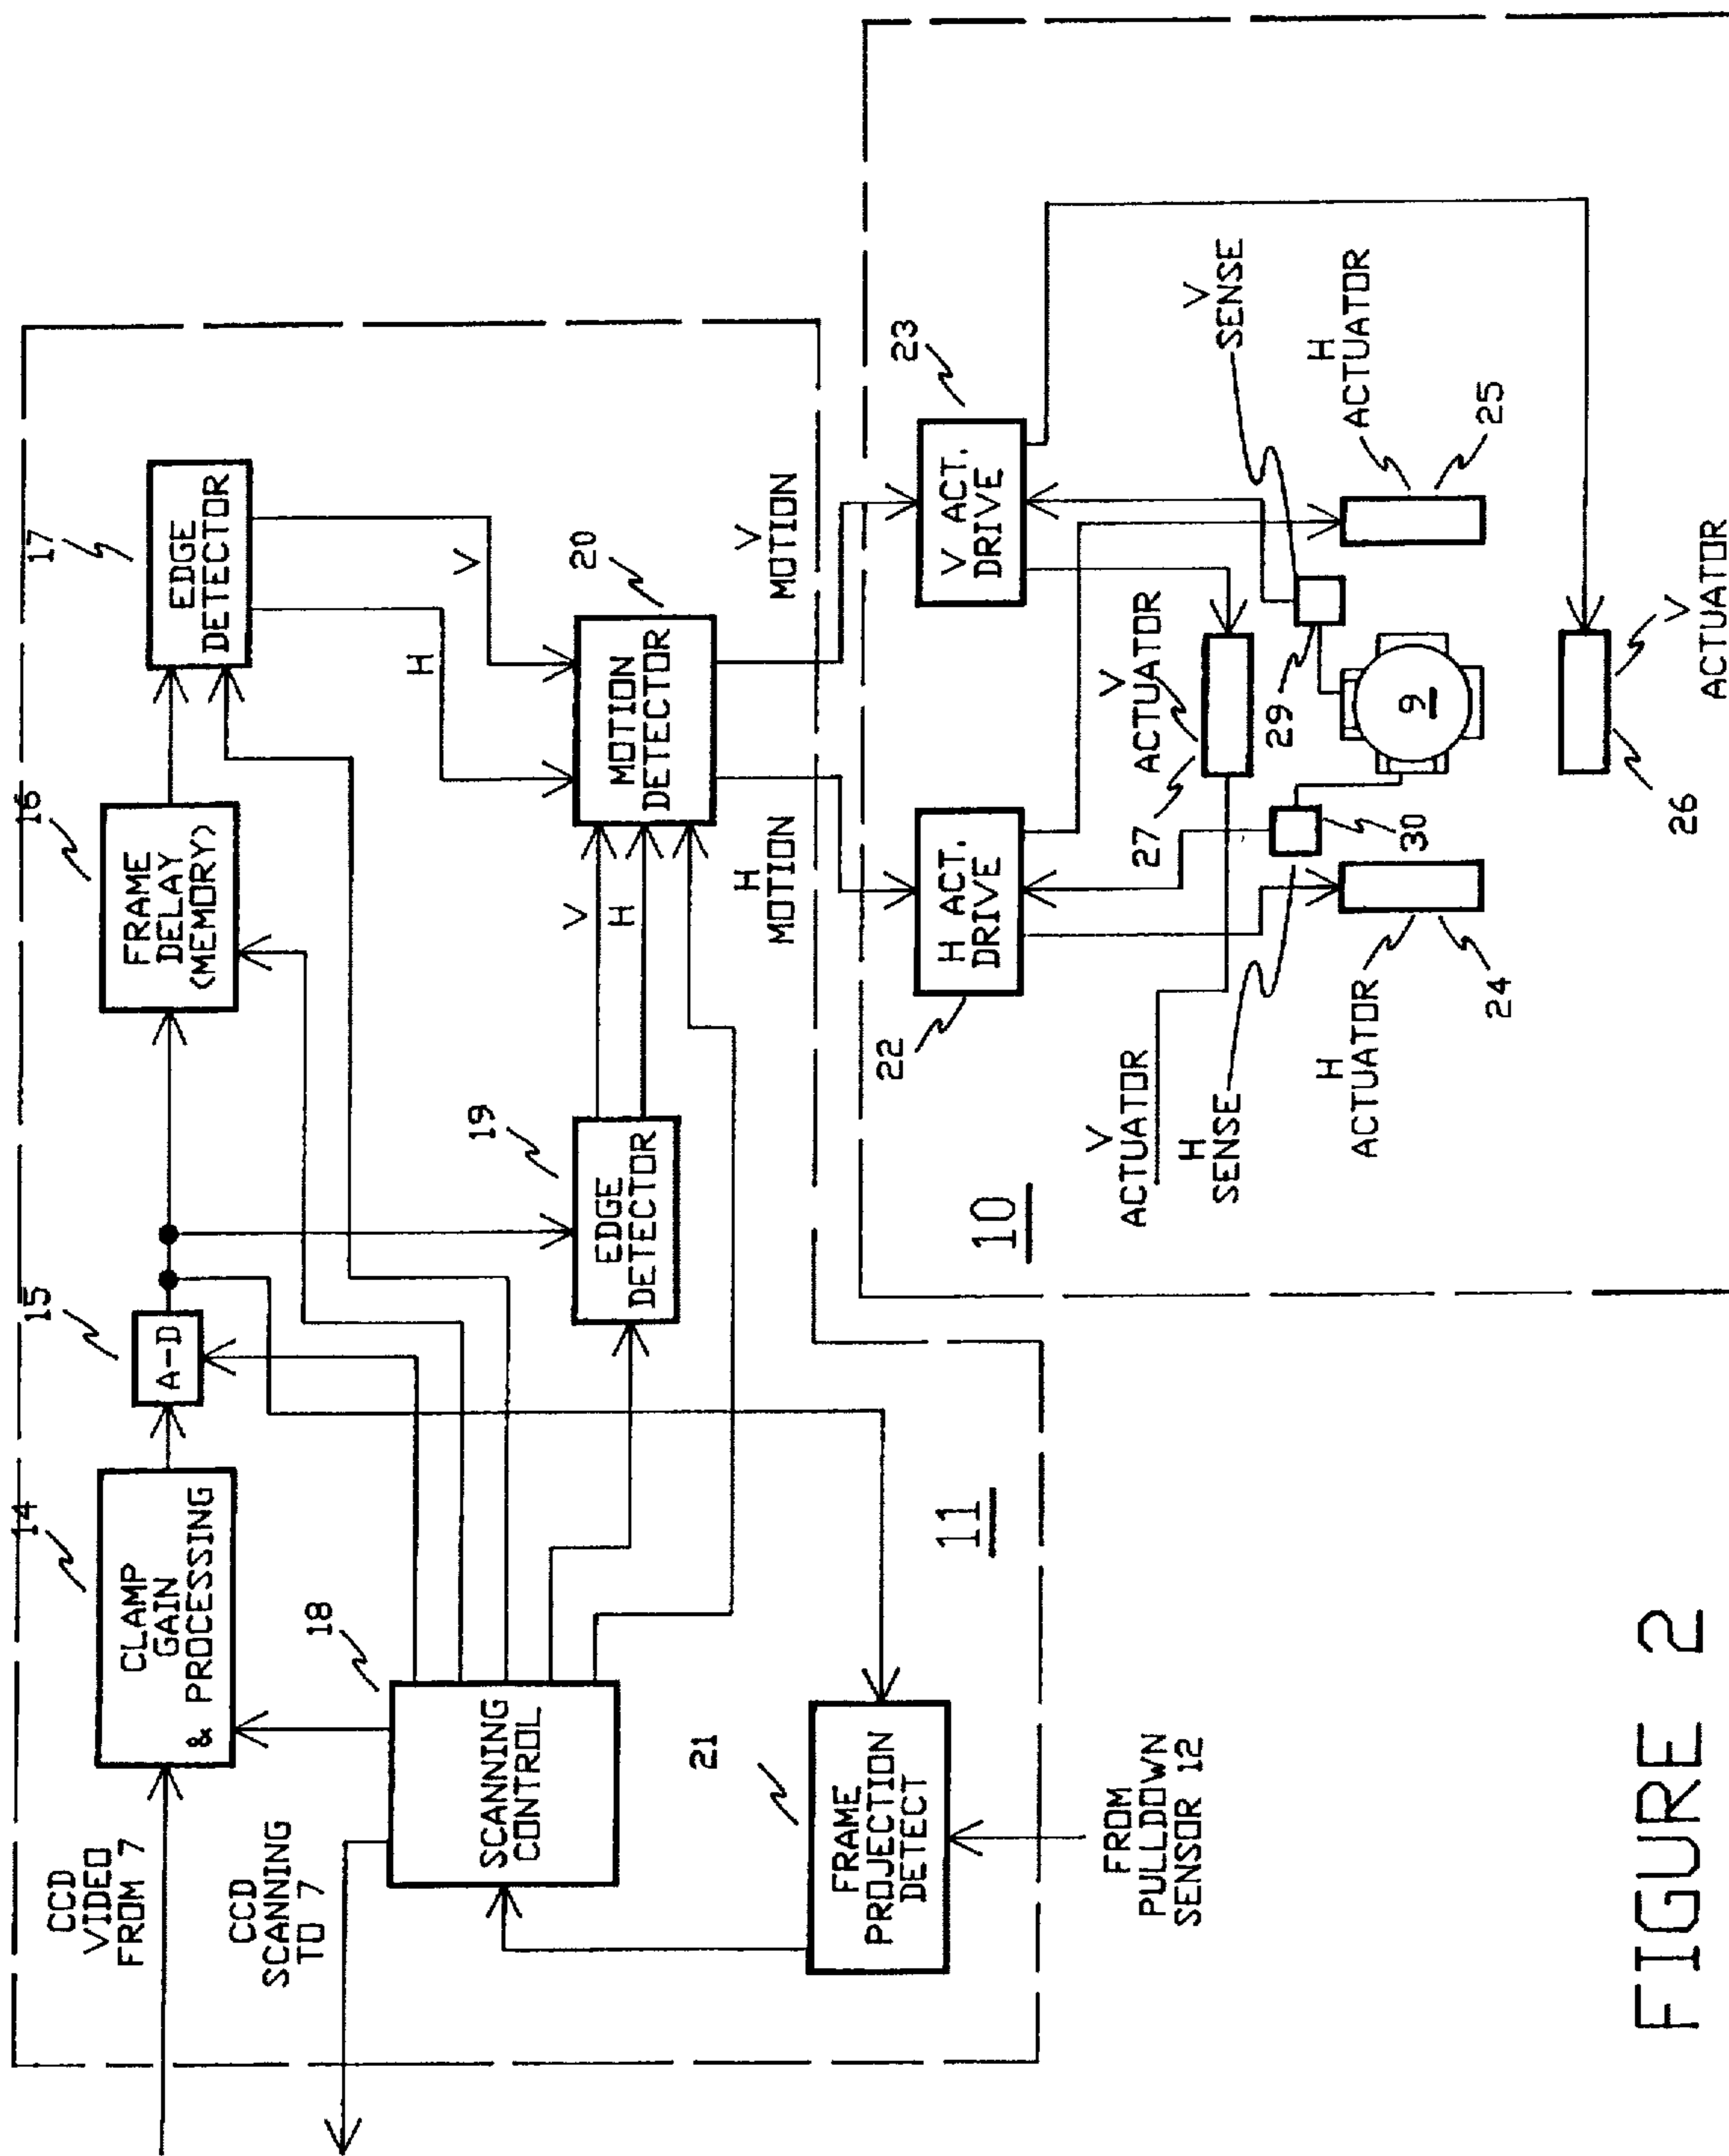 CCD
VIDEO
FROM 7
14
CLAMP
GAIN
& PROCESSING
15
A-D
16
FRAME
DELAY
(MEMORY)
17
EDGE
DETECTOR
CCD
SCANNING
TO 7
18
SCANNING
CONTROL
19
EDGE
DETECTOR
V
H
H
V
20
MOTION
DETECTOR
21
FRAME
PROJECTION
DETECT
FROM
PULLDOWN
SENSOR 12
11
H
MOTION
V
MOTION
10
22
H ACT.
DRIVE
23
V ACT.
DRIVE
V
ACTUATOR
27
V
ACTUATOR
H
SENSE
30
29
V
SENSE
H
ACTUATOR
24
9
H
ACTUATOR
25
26
V
ACTUATOR
FIGURE 2